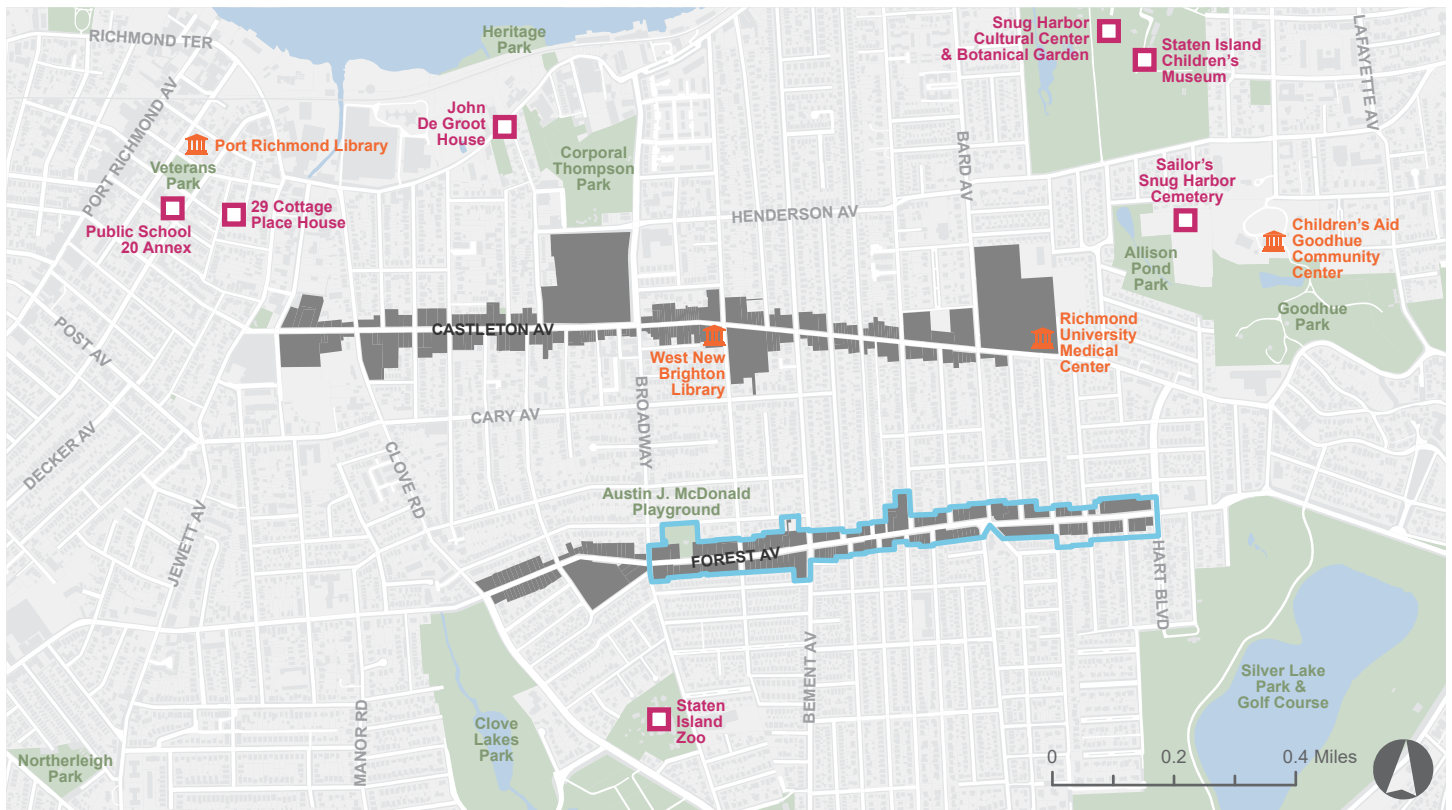 RICHMOND TER
Heritage
Park
Snug Harbor
Cultural Center
& Botanical Garden
Staten Island
Children's
Museum
LAFAYETTE AV
PORT RICHMOND AV
John
De Groot
House
Port Richmond Library
Veterans
Park
Corporal
Thompson
Park
BARD AV
Sailor's
Snug Harbor
Cemetery
29 Cottage
Place House
Public School
20 Annex
HENDERSON AV
Children's Aid
Goodhue
Community
Center
Allison
Pond
Park
Goodhue
Park
POST AV
CASTLETON AV
West New
Brighton
Library
Richmond
University
Medical
Center
BROADWAY
CARY AV
DECKER AV
CLOVE RD
Austin J. McDonald
Playground
JEWETT AV
FOREST AV
HART BLVD
BEMENT AV
Silver Lake
Park &
Golf Course
MANOR RD
Clove
Lakes
Park
Staten
Island
Zoo
Northerleigh
Park
0 0.2 0.4 Miles